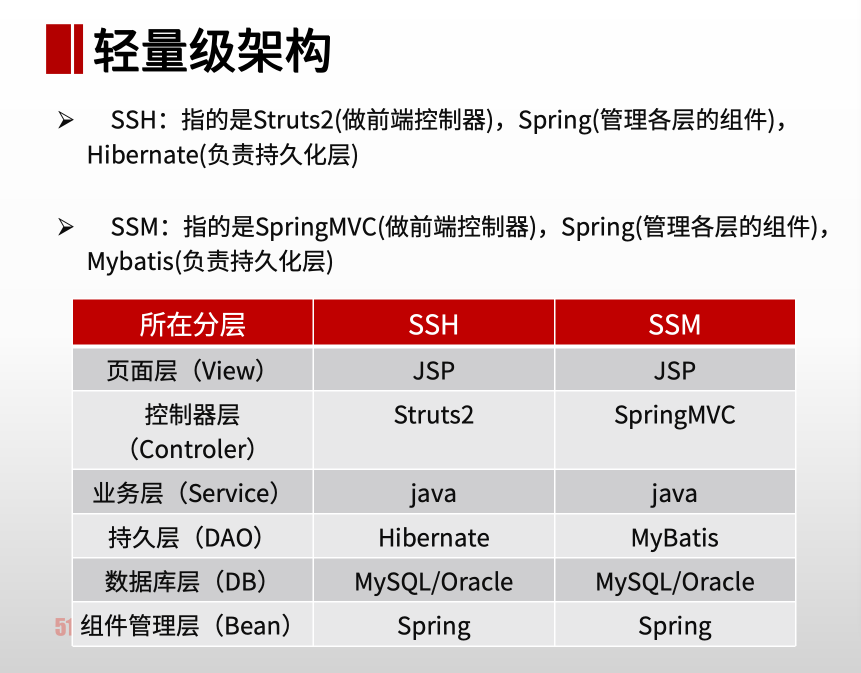 轻量级架构
➢ SSH：指的是Struts2(做前端控制器)，Spring(管理各层的组件)，
Hibernate(负责持久化层)
➢ SSM：指的是SpringMVC(做前端控制器)，Spring(管理各层的组件)，
Mybatis(负责持久化层)
所在分层 SSH SSM
页面层（View） JSP JSP
控制器层 Struts2 SpringMVC
（Controler）
业务层（Service） java java
持久层（DAO） Hibernate MyBatis
数据库层（DB） MySQL/Oracle MySQL/Oracle
51 组件管理层（Bean） Spring Spring